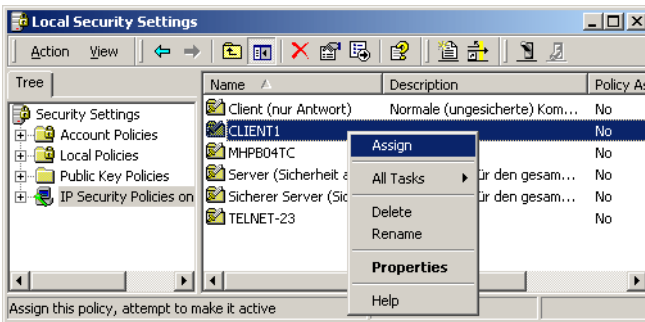 Local Security Settings
Action View
Tree
Name Description Policy As
Security Settings
Account Policies
Local Policies
Public Key Policies
IP Security Policies on
Client (nur Antwort) Normale (ungesicherte) Kom... No
CLIENT1 No
MHPB04TC No
Server (Sicherheit a ür den gesam... No
Sicherer Server (Sic ür den gesam... No
TELNET-23 No
Assign
All Tasks
Delete
Rename
Properties
Help
Assign this policy, attempt to make it active